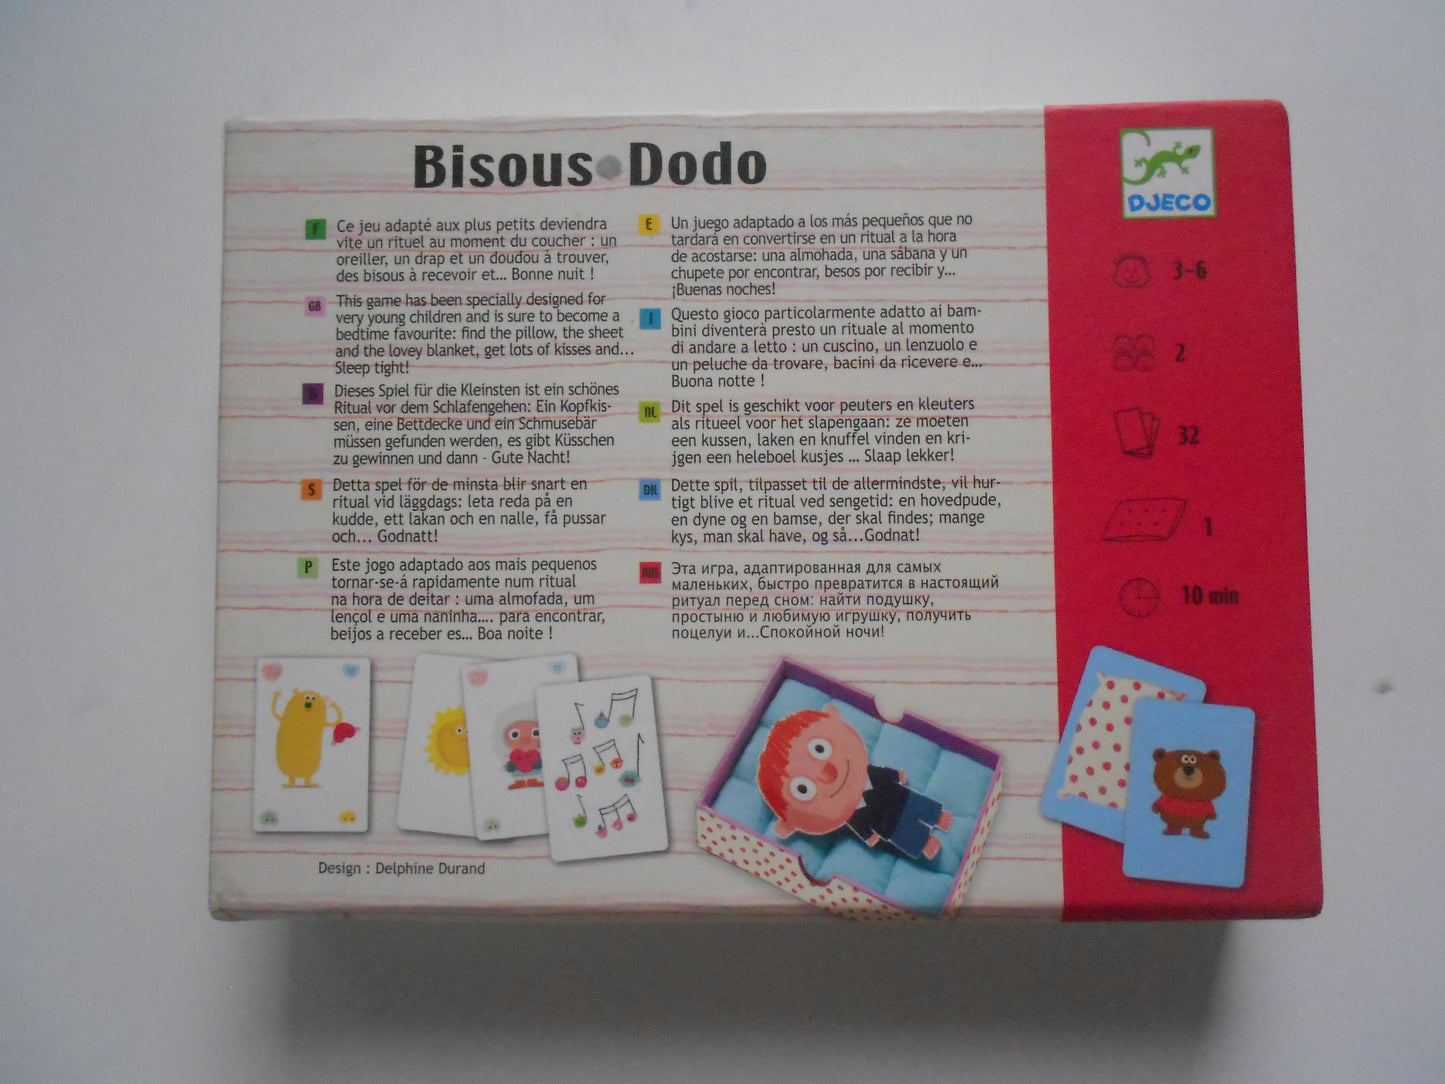 Bisous Dodo
F
Ce jeu adapté aux plus petits deviendra
vite un rituel au moment du coucher : un
oreiller, un drap et un doudou à trouver,
des bisous à recevoir et... Bonne nuit !
GB
This game has been specially designed for
very young children and is sure to become a
bedtime favourite: find the pillow, the sheet
and the lovey blanket, get lots of kisses and...
Sleep tight!
D
Dieses Spiel für die Kleinsten ist ein schönes
Ritual vor dem Schlafengehen: Ein Kopfkis-
sen, eine Bettdecke und ein Schmusebär
müssen gefunden werden, es gibt Küsschen
zu gewinnen und dann - Gute Nacht!
S
Detta spel för de minsta blir snart en
ritual vid läggdags: leta reda på en
kudde, ett lakan och en nalle, få pussar
och... Godnatt!
P
Este jogo adaptado aos mais pequenos
tornar-se-á rapidamente num ritual
na hora de deitar : uma almofada, um
lençol e uma naninha.... para encontrar,
beijos a receber es... Boa noite !
E
Un juego adaptado a los más pequeños que no
tardará en convertirse en un ritual a la hora
de acostarse: una almohada, una sábana y un
chupete por encontrar, besos por recibir y...
¡Buenas noches!
I
Questo gioco particolarmente adatto ai bam-
bini diventerà presto un rituale al momento
di andare a letto : un cuscino, un lenzuolo e
un peluche da trovare, bacini da ricevere e...
Buona notte !
NL
Dit spel is geschikt voor peuters en kleuters
als ritueel voor het slapengaan: ze moeten
een kussen, laken en knuffel vinden en kri-
jgen een heleboel kusjes ... Slaap lekker!
DK
Dette spil, tilpasset til de allermindste, vil hur-
tigt blive et ritual ved sengetid: en hovedpude,
en dyne og en bamse, der skal findes; mange
kys, man skal have, og så...Godnat!
RUS
Эта игра, адаптированная для самых
маленьких, быстро превратится в настоящий
ритуал перед сном: найти подушку,
простыню и любимую игрушку, получить
поцелуи и...Спокойной ночи!
Design : Delphine Durand
DJECO
3-6
2
32
1
10 min